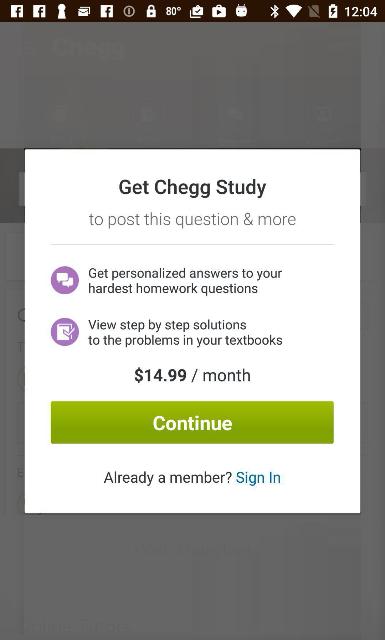 80° 12:04
Chegg
Get Chegg Study
to post this question & more
Get personalized answers to your
hardest homework questions
View step by step solutions
to the problems in your textbooks
$14.99 / month
Continue
Already a member? Sign In